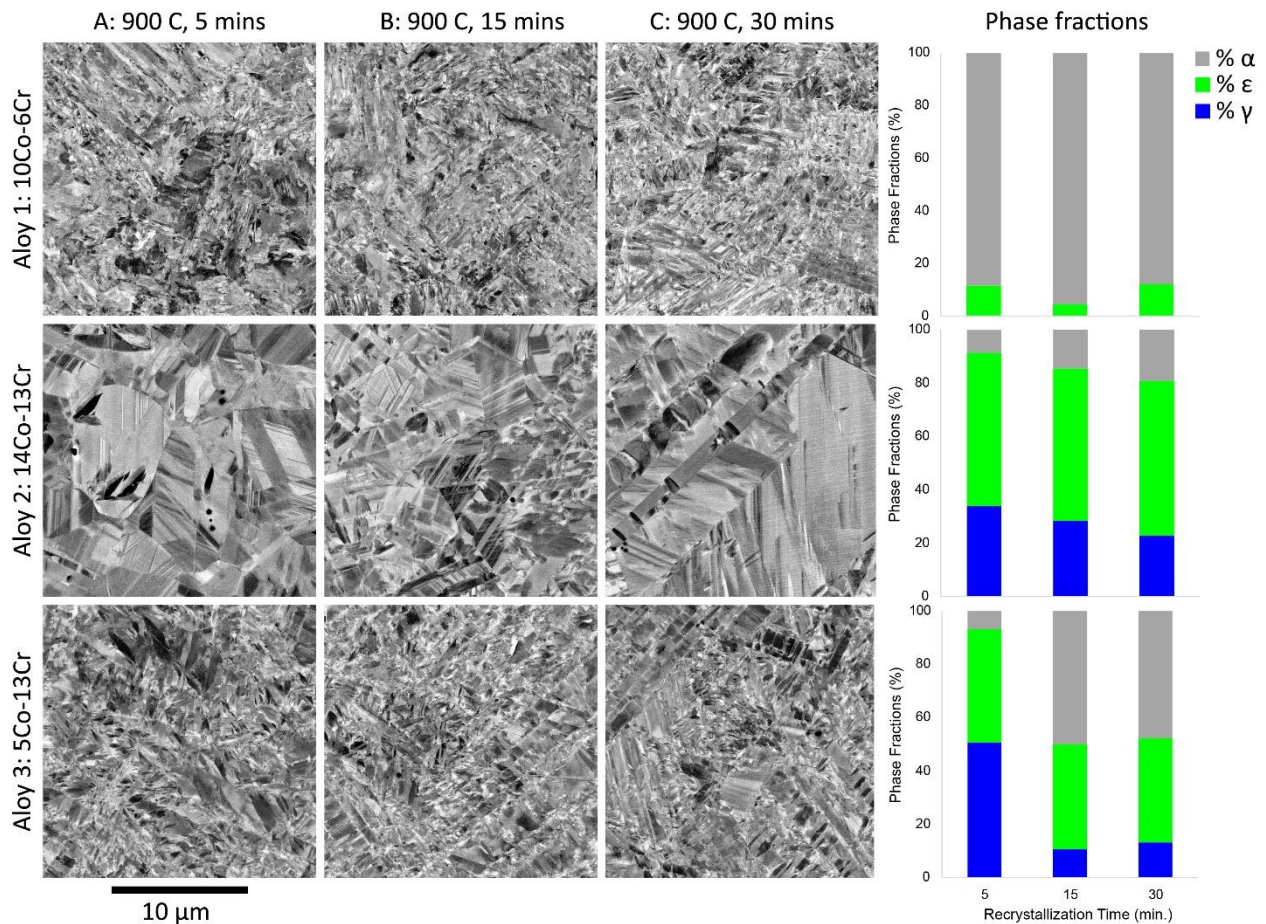 A: 900 C, 5 mins
B: 900 C, 15 mins
C: 900 C, 30 mins
Phase fractions
Aloy 1: 10Co-6Cr
Phase Fractions (%)
100
80
60
40
20
0
% α
% ε
% γ
Aloy 2: 14Co-13Cr
Phase Fractions (%)
100
80
60
40
20
0
Aloy 3: 5Co-13Cr
Phase Fractions (%)
100
80
60
40
20
0
5 15 30
Recrystallization Time (min.)
10 μm